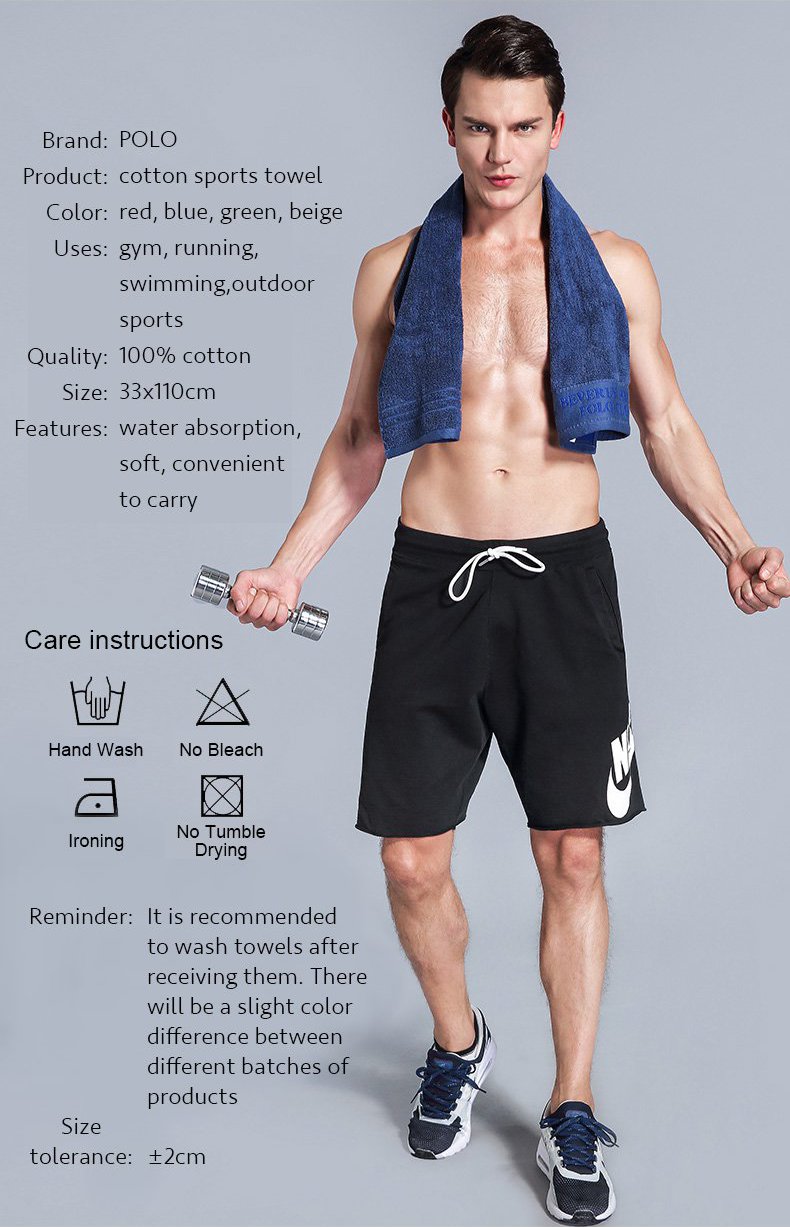 Brand: POLO
Product: cotton sports towel
Color: red, blue, green, beige
Uses: gym, running,
swimming,outdoor
sports
Quality: 100% cotton
Size: 33x110cm
Features: water absorption,
soft, convenient
to carry
BEVERLY
POLO
Care instructions
Hand Wash
No Bleach
Ironing
No Tumble
Drying
Reminder: It is recommended
to wash towels after
receiving them. There
will be a slight color
difference between
different batches of
products
Size
tolerance: ±2cm